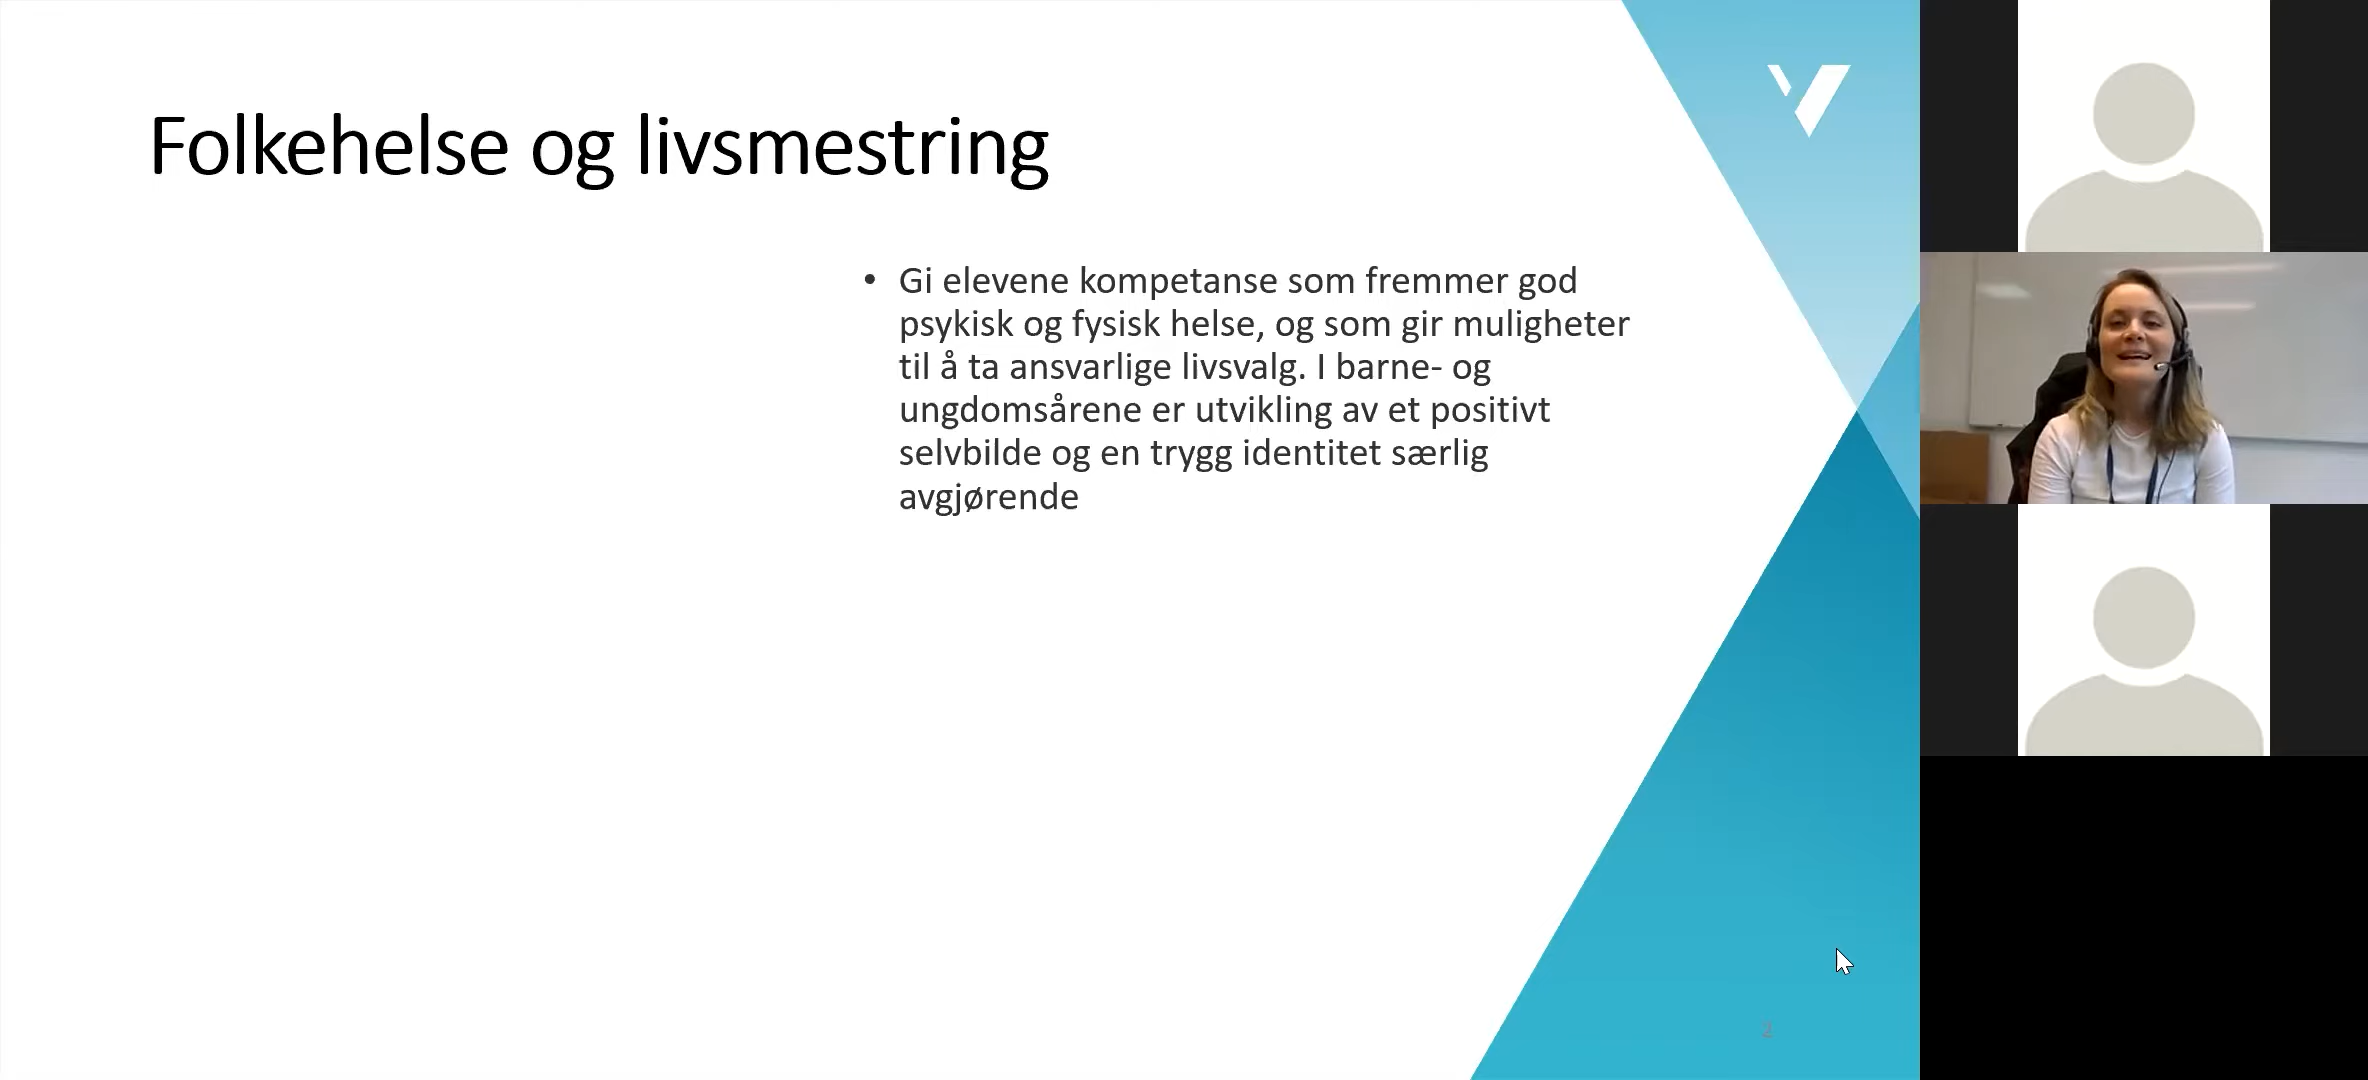 Folkehelse og livsmestring
• Gi elevene kompetanse som fremmer god
psykisk og fysisk helse, og som gir muligheter
til å ta ansvarlige livsvalg. I barne- og
ungdomsårene er utvikling av et positivt
selvbilde og en trygg identitet særlig
avgjørende
2